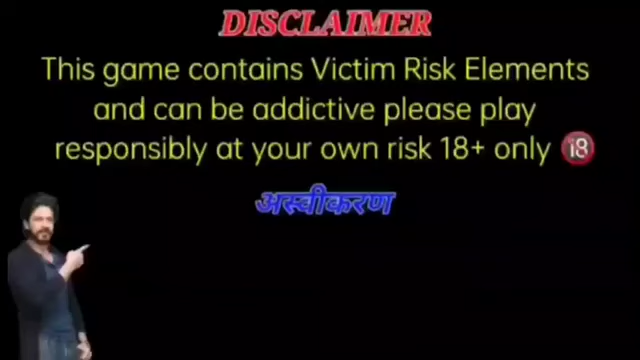 DISCLAIMER
This game contains Victim Risk Elements
and can be addictive please play
responsibly at your own risk 18+ only 🔞
अस्वीकरण